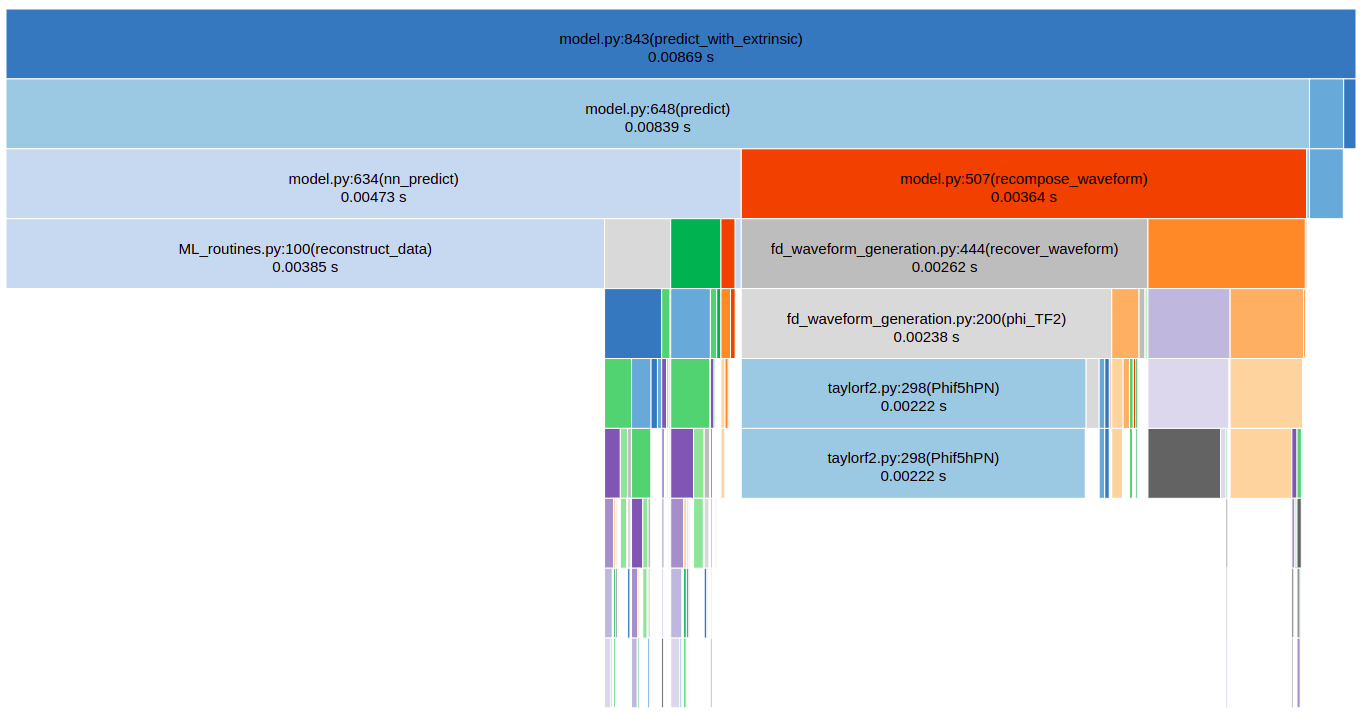 model.py:843(predict_with_extrinsic)
0.00869 s
model.py:648(predict)
0.00839 s
model.py:634(nn_predict)
0.00473 s
model.py:507(recompose_waveform)
0.00364 s
ML_routines.py:100(reconstruct_data)
0.00385 s
fd_waveform_generation.py:444(recover_waveform)
0.00262 s
fd_waveform_generation.py:200(phi_TF2)
0.00238 s
taylorf2.py:298(Phif5hPN)
0.00222 s
taylorf2.py:298(Phif5hPN)
0.00222 s